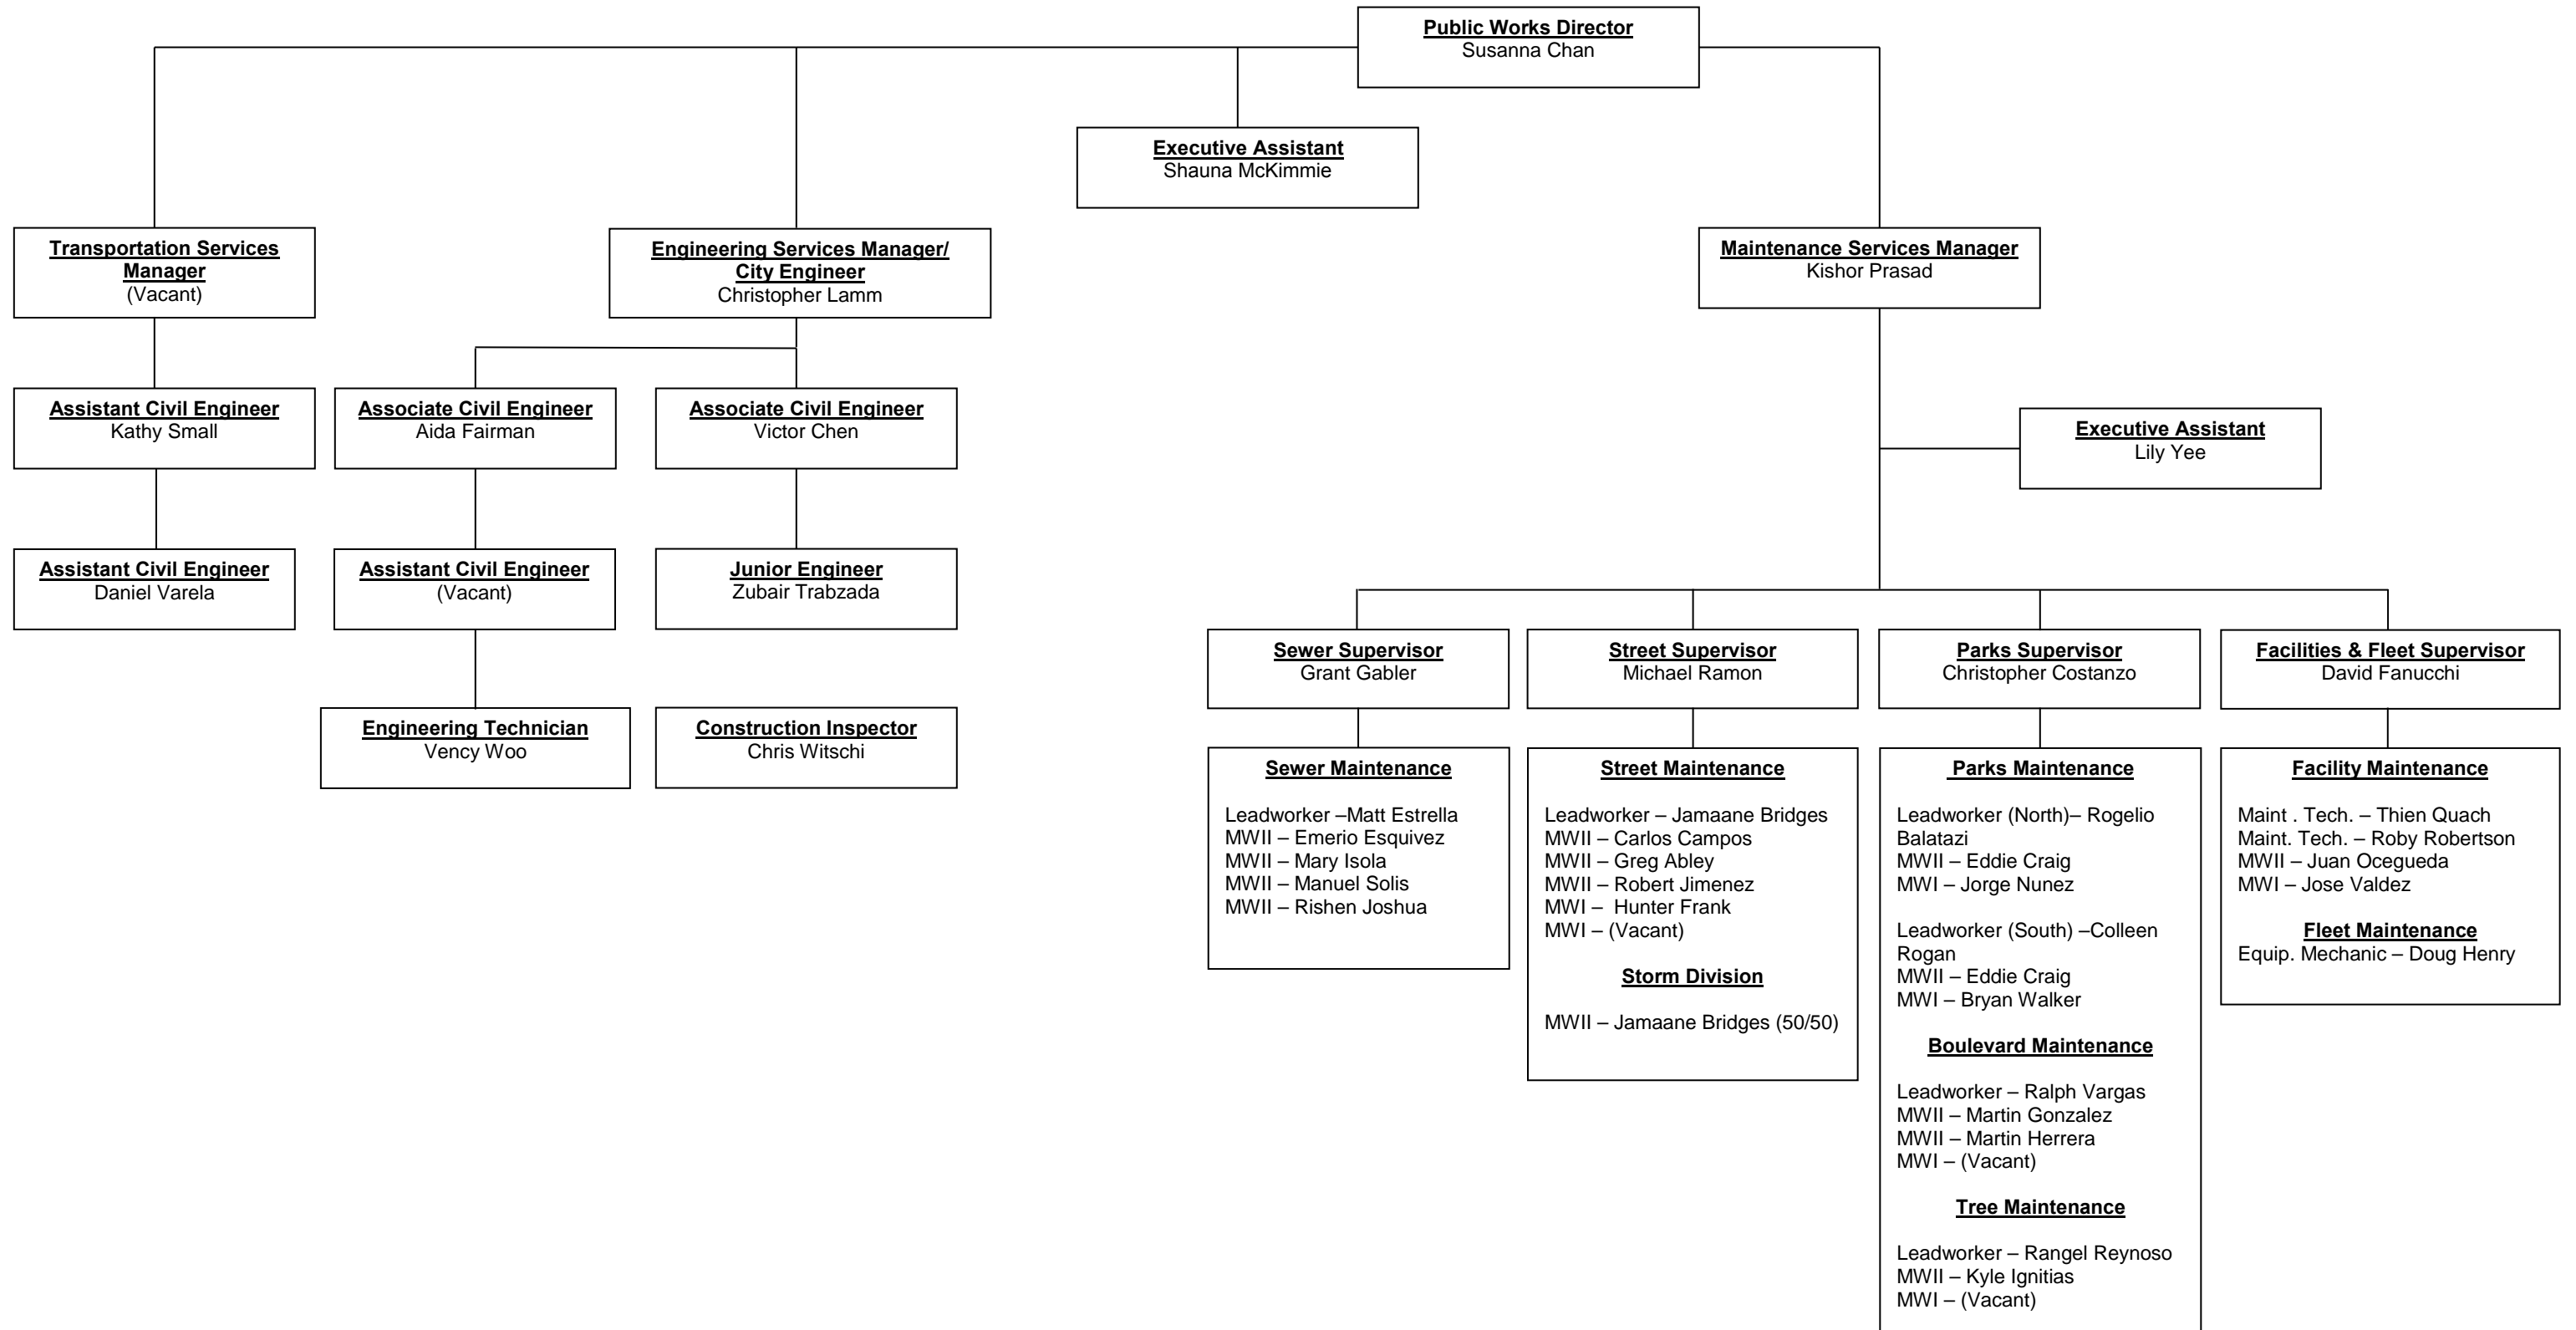 Public Works Director
Susanna Chan
Executive Assistant
Shauna McKimmie
Transportation Services
Manager
(Vacant)
Engineering Services Manager/
City Engineer
Christopher Lamm
Maintenance Services Manager
Kishor Prasad
Assistant Civil Engineer
Kathy Small
Associate Civil Engineer
Aida Fairman
Associate Civil Engineer
Victor Chen
Executive Assistant
Lily Yee
Assistant Civil Engineer
Daniel Varela
Assistant Civil Engineer
(Vacant)
Junior Engineer
Zubair Trabzada
Engineering Technician
Vency Woo
Construction Inspector
Chris Witschi
Sewer Supervisor
Grant Gabler
Street Supervisor
Michael Ramon
Parks Supervisor
Christopher Costanzo
Facilities & Fleet Supervisor
David Fanucchi
Sewer Maintenance
Leadworker –Matt Estrella
MWII – Emerio Esquivez
MWII – Mary Isola
MWII – Manuel Solis
MWII – Rishen Joshua
Street Maintenance
Leadworker – Jamaane Bridges
MWII – Carlos Campos
MWII – Greg Abley
MWII – Robert Jimenez
MWI –  Hunter Frank
MWI – (Vacant)
Storm Division
MWII – Jamaane Bridges (50/50)
Parks Maintenance
Leadworker (North)– Rogelio
Balatazi
MWII – Eddie Craig
MWI – Jorge Nunez
Leadworker (South) –Colleen
Rogan
MWII – Eddie Craig
MWI – Bryan Walker
Boulevard Maintenance
Leadworker – Ralph Vargas
MWII – Martin Gonzalez
MWII – Martin Herrera
MWI – (Vacant)
Tree Maintenance
Leadworker – Rangel Reynoso
MWII – Kyle Ignitias
MWI – (Vacant)
Facility Maintenance
Maint . Tech. – Thien Quach
Maint. Tech. – Roby Robertson
MWII – Juan Ocegueda
MWI – Jose Valdez
Fleet Maintenance
Equip. Mechanic – Doug Henry